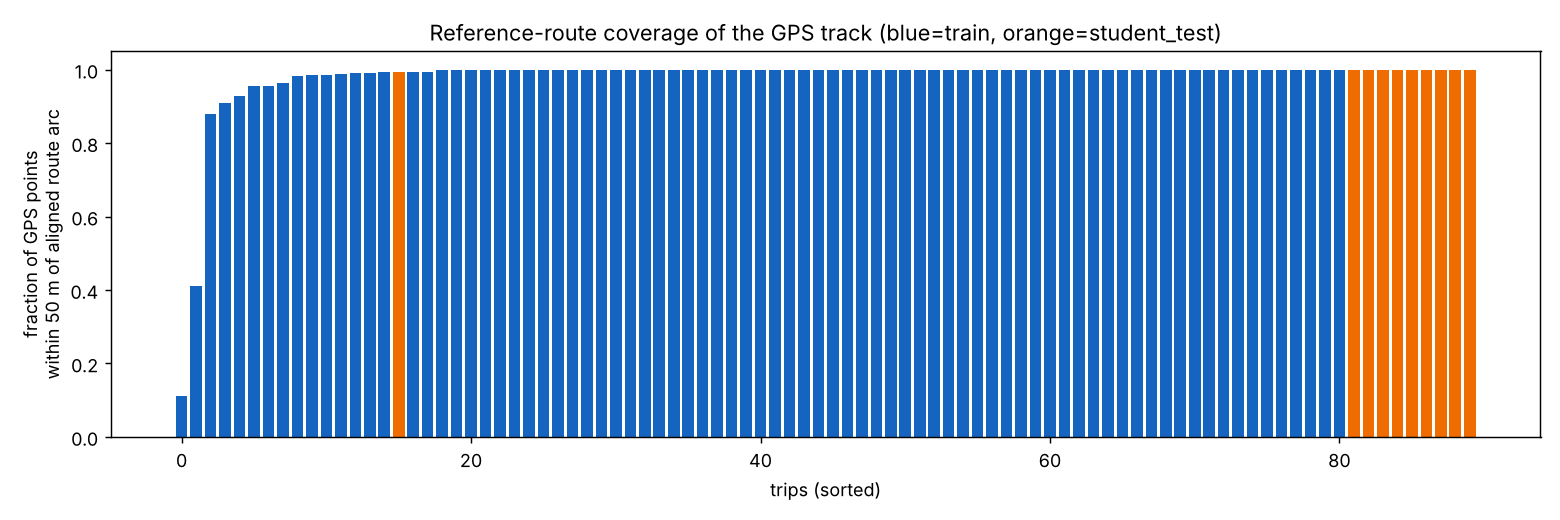 Reference-route coverage of the GPS track (blue=train, orange=student_test)
fraction of GPS points
within 50 m of aligned route arc
1.0
0.8
0.6
0.4
0.2
0.0
0 20 40 60 80
trips (sorted)